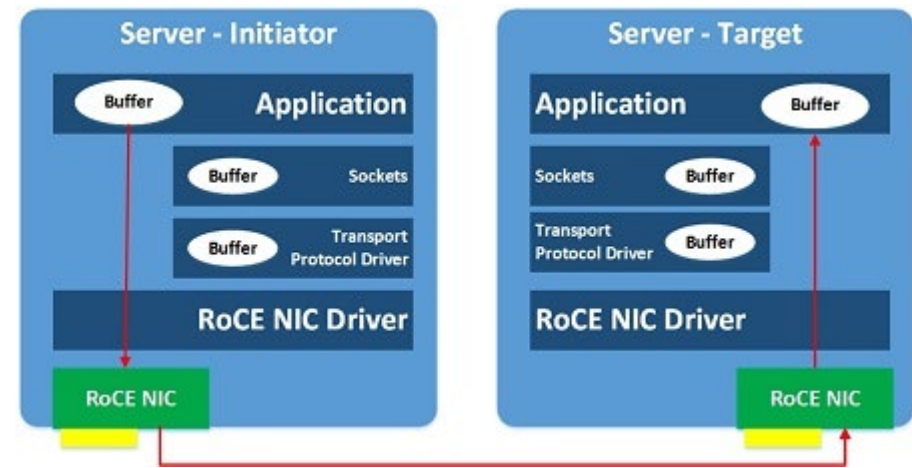 Server - Initiator
Buffer
Application
Buffer
Sockets
Buffer
Transport
Protocol Driver
RoCE NIC Driver
RoCE NIC
Server - Target
Application
Buffer
Sockets
Buffer
Transport
Protocol Driver
Buffer
RoCE NIC Driver
RoCE NIC